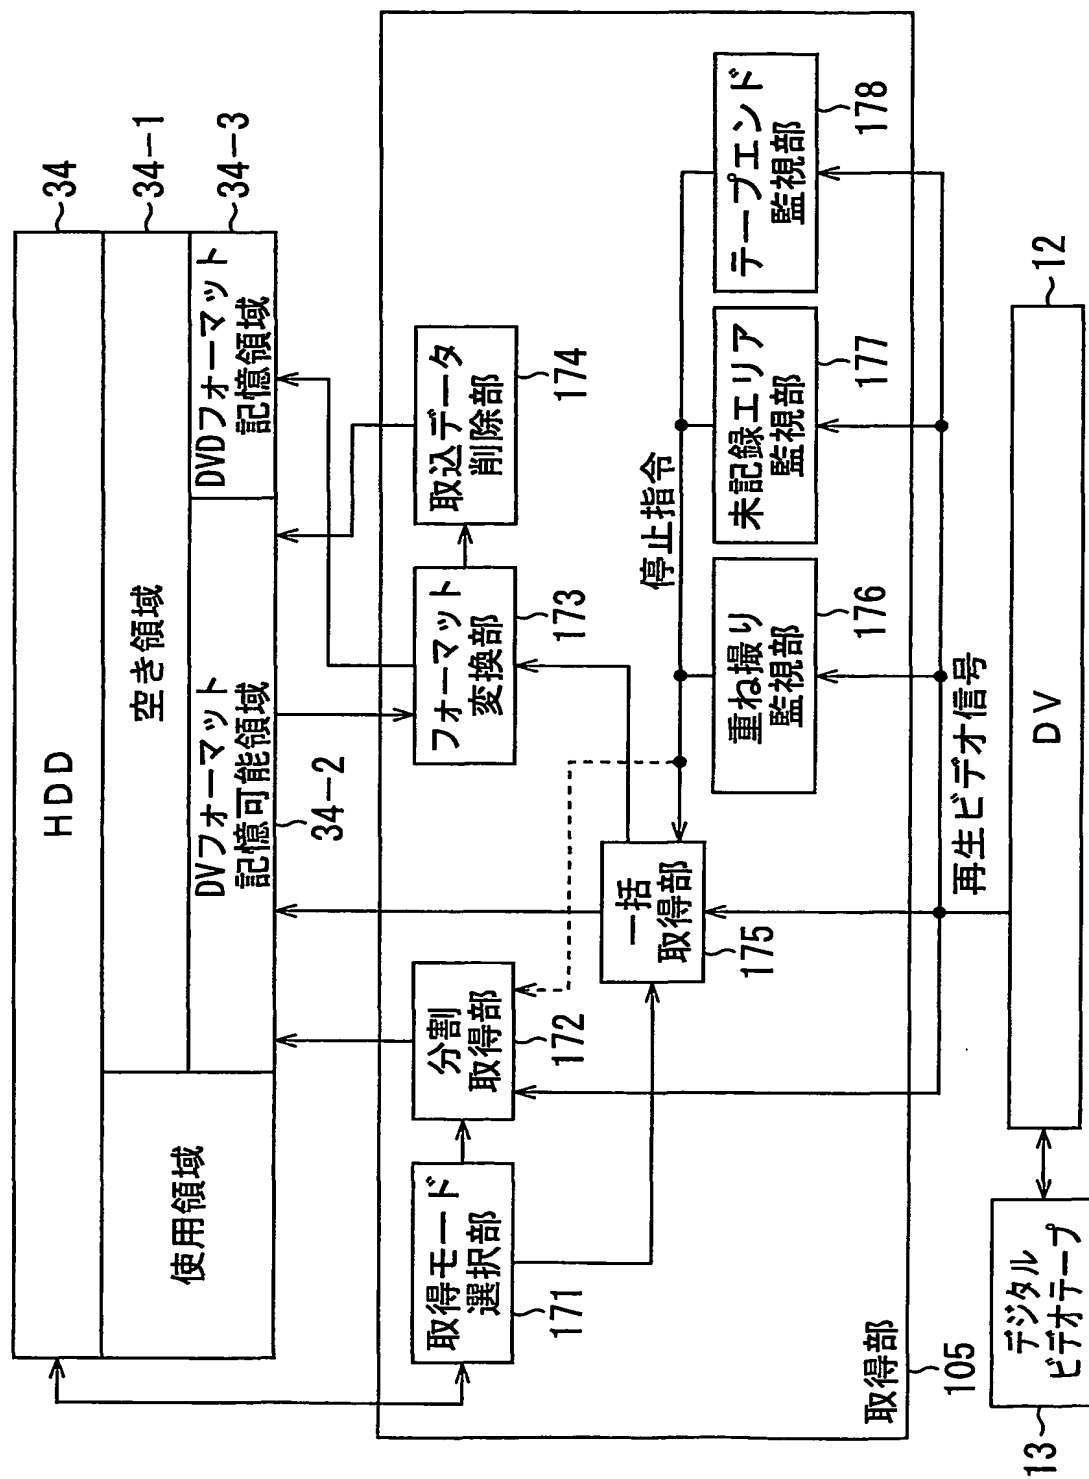 HDD
34
空き領域
34-1
使用領域
DVフォーマット
記憶可能領域
34-2
DVDフォーマット
記憶領域
34-3
取得モード
選択部
171
分割
取得部
172
フォーマット
変換部
173
取込データ
削除部
174
一括
取得部
175
停止指令
重ね撮り
監視部
176
未記録エリア
監視部
177
テープエンド
監視部
178
取得部
105
再生ビデオ信号
デジタル
ビデオテープ
13
DV
12